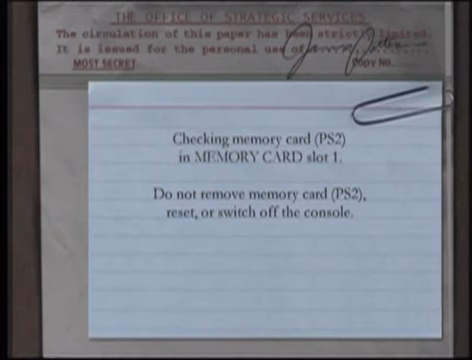 THE OFFICE OF STRATEGIC SERVICES
The circulation of this paper has been strictly limited.
It is issued for the personal use of
MOST SECRET
Copy No.
Checking memory card (PS2)
in MEMORY CARD slot 1.
Do not remove memory card (PS2),
reset, or switch off the console.